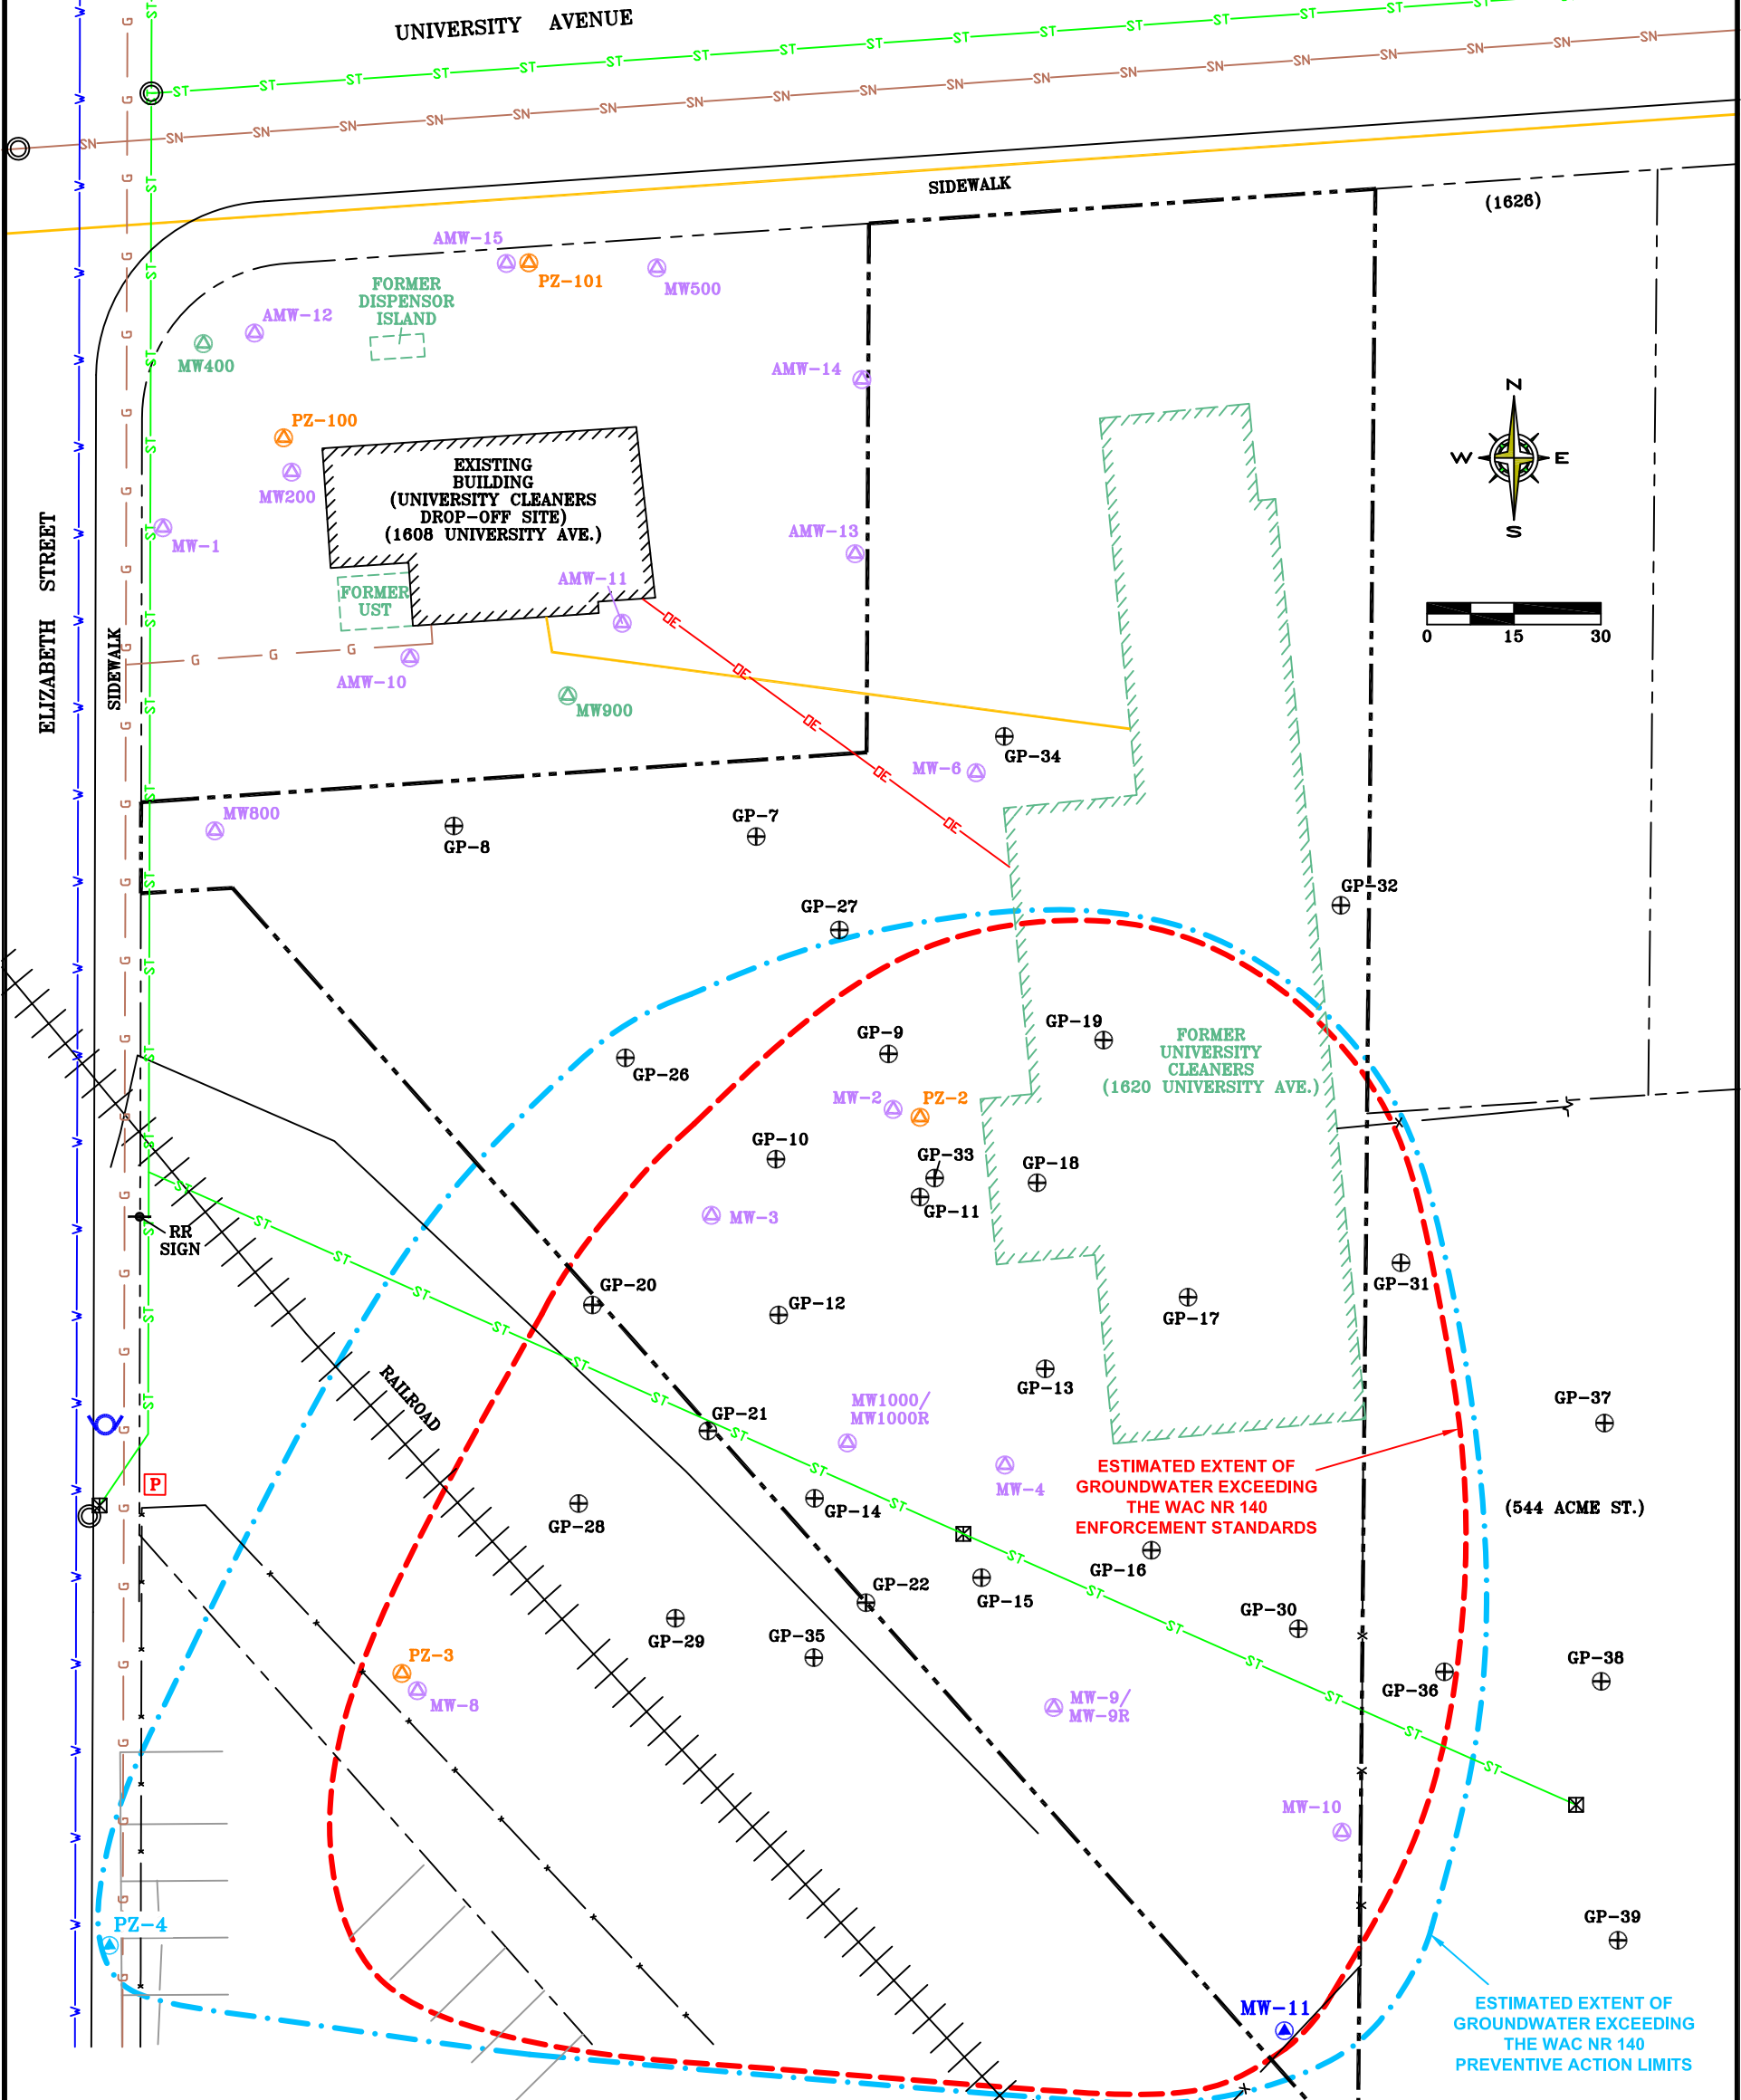 UNIVERSITY AVENUE
SIDEWALK
(1626)
AMW-15
PZ-101
MW500
FORMER
DISPENSOR
ISLAND
AMW-12
MW400
AMW-14
N
W E
S
PZ-100
MW200
EXISTING
BUILDING
(UNIVERSITY CLEANERS
DROP-OFF SITE)
(1608 UNIVERSITY AVE.)
MW-1
AMW-13
AMW-11
FORMER
UST
0 15 30
ELIZABETH STREET
SIDEWALK
AMW-10
MW900
OE
OE
OE
OE
OE
GP-34
MW-6
MW800
GP-8
GP-7
GP-32
GP-27
GP-9
GP-19
FORMER
UNIVERSITY
CLEANERS
(1620 UNIVERSITY AVE.)
GP-26
MW-2
PZ-2
GP-10
GP-33
GP-18
GP-11
MW-3
RR
SIGN
GP-20
GP-12
GP-31
GP-17
RAILROAD
GP-13
GP-37
MW1000/
MW1000R
GP-21
MW-4
ESTIMATED EXTENT OF
GROUNDWATER EXCEEDING
THE WAC NR 140
ENFORCEMENT STANDARDS
P
GP-28
GP-14
(544 ACME ST.)
GP-16
GP-22
GP-15
GP-30
GP-29
GP-35
PZ-3
MW-8
GP-36
GP-38
MW-9/
MW-9R
MW-10
PZ-4
GP-39
MW-11
ESTIMATED EXTENT OF
GROUNDWATER EXCEEDING
THE WAC NR 140
PREVENTIVE ACTION LIMITS